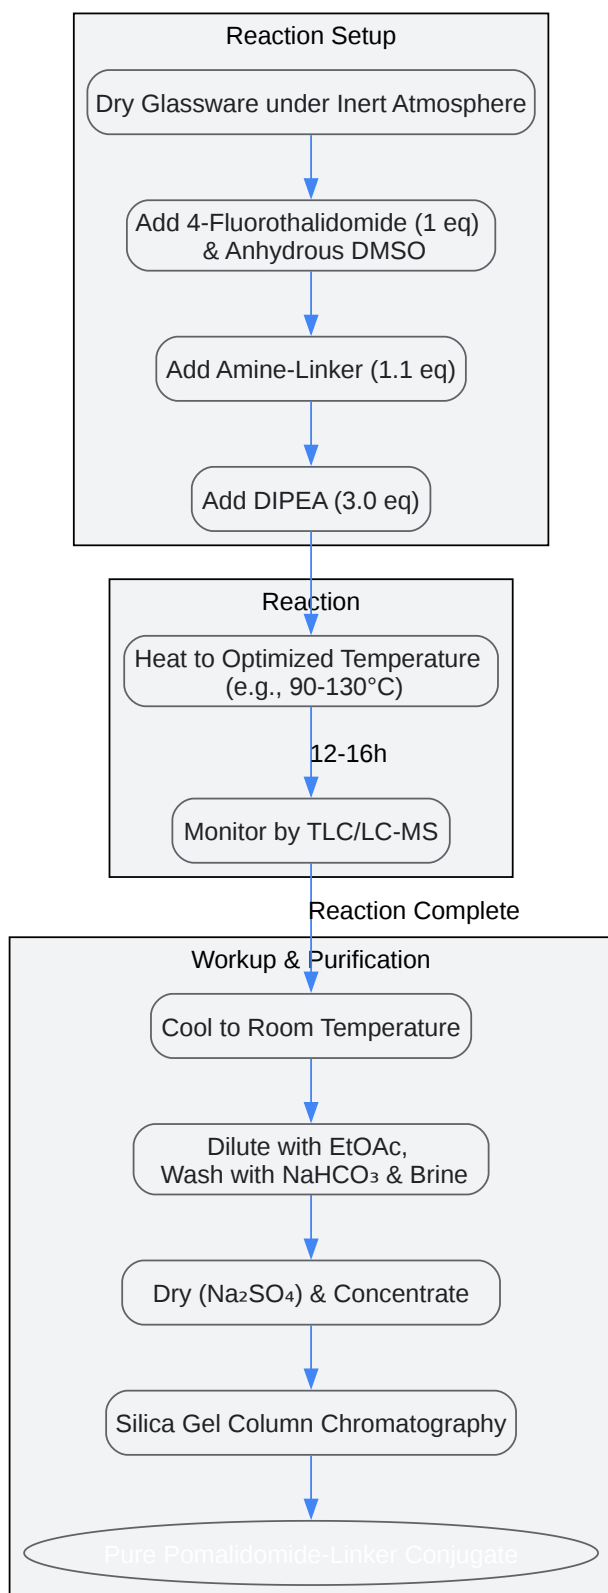 Reaction Setup
Dry Glassware under Inert Atmosphere
Add 4-Fluorothalidomide (1 eq)
& Anhydrous DMSO
Add Amine-Linker (1.1 eq)
Add DIPEA (3.0 eq)
Reaction
Heat to Optimized Temperature
(e.g., 90-130°C)
12-16h
Monitor by TLC/LC-MS
Reaction Complete
Workup & Purification
Cool to Room Temperature
Dilute with EtOAc,
Wash with NaHCO₃ & Brine
Dry (Na₂SO₄) & Concentrate
Silica Gel Column Chromatography
Pure Pomalidomide-Linker Conjugate